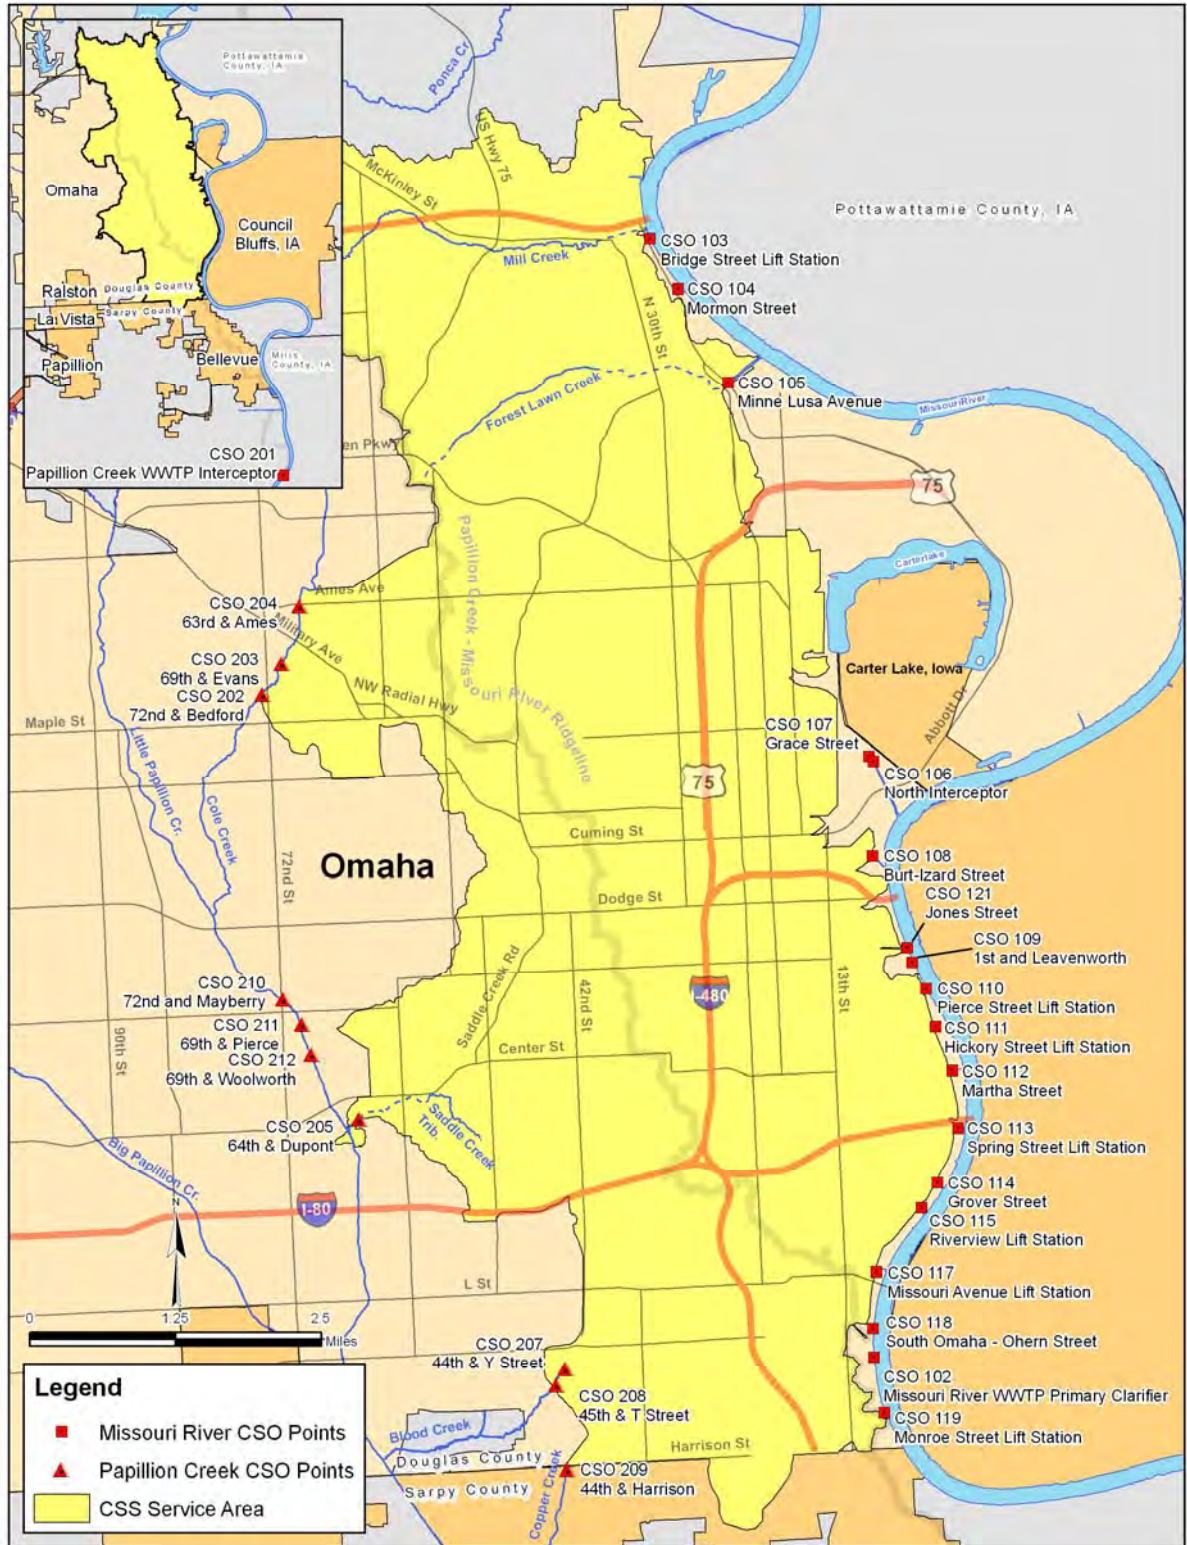 Pottawattamie
County, IA
Omaha
Council
Bluffs, IA
Ralston
Douglas County
Sarpy County
La Vista
Papillion
Bellevue
Mills
County, IA
CSO 201
Papillion Creek WWTP Interceptor
Ponca Cr
US Hwy 75
McKinley St
Mill Creek
Pottawattamie County, IA
CSO 103
Bridge Street Lift Station
CSO 104
Mormon Street
N 30th St
CSO 105
Minne Lusa Avenue
Forest Lawn Creek
Missouri River
en Pkwy
75
Papillion Creek - Missouri River Ridgeline
Carterlake
Ames Ave
CSO 204
63rd & Ames
Military Ave
CSO 203
69th & Evans
CSO 202
72nd & Bedford
NW Radial Hwy
Maple St
Little Papillion Cr.
Cole Creek
Carter Lake, Iowa
Abbott Dr
CSO 107
Grace Street
CSO 106
North Interceptor
75
Cuming St
CSO 108
Burt-Izard Street
Omaha
72nd St
Dodge St
CSO 121
Jones Street
CSO 109
1st and Leavenworth
CSO 210
72nd and Mayberry
Saddle Creek Rd
42nd St
I-480
13th St
CSO 110
Pierce Street Lift Station
CSO 211
69th & Pierce
CSO 111
Hickory Street Lift Station
90th St
CSO 212
69th & Woolworth
Center St
CSO 112
Martha Street
CSO 205
64th & Dupont
Saddle Creek
Trib.
CSO 113
Spring Street Lift Station
Big Papillion Cr.
CSO 114
Grover Street
N
I-80
CSO 115
Riverview Lift Station
L St
CSO 117
Missouri Avenue Lift Station
0 1.25 2.5
Miles
CSO 118
South Omaha - Ohern Street
CSO 207
44th & Y Street
CSO 102
Missouri River WWTP Primary Clarifier
CSO 208
45th & T Street
CSO 119
Monroe Street Lift Station
Blood Creek
Harrison St
Douglas County
Sarpy County
Copper Creek
CSO 209
44th & Harrison
Legend
Missouri River CSO Points
Papillion Creek CSO Points
CSS Service Area